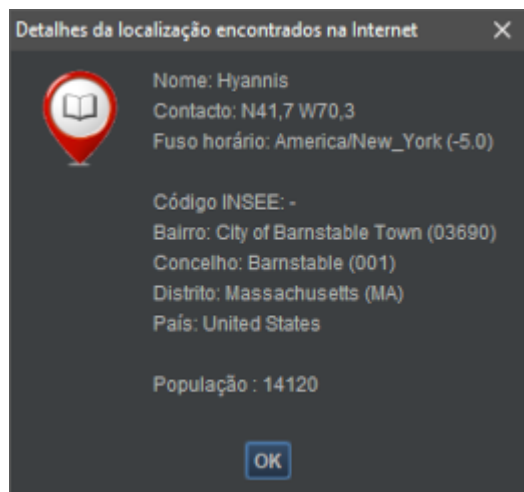 Detalhes da localização encontrados na Internet
Nome: Hyannis
Contacto: N41,7 W70,3
Fuso horário: America/New_York (-5.0)
Código INSEE: -
Bairro: City of Barnstable Town (03690)
Concelho: Barnstable (001)
Distrito: Massachusetts (MA)
País: United States
População : 14120
OK